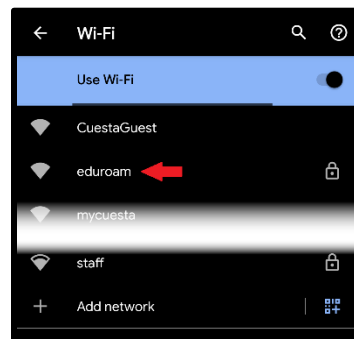 Wi-Fi
Use Wi-Fi
CuestaGuest
eduroam
mycuesta
staff
Add network